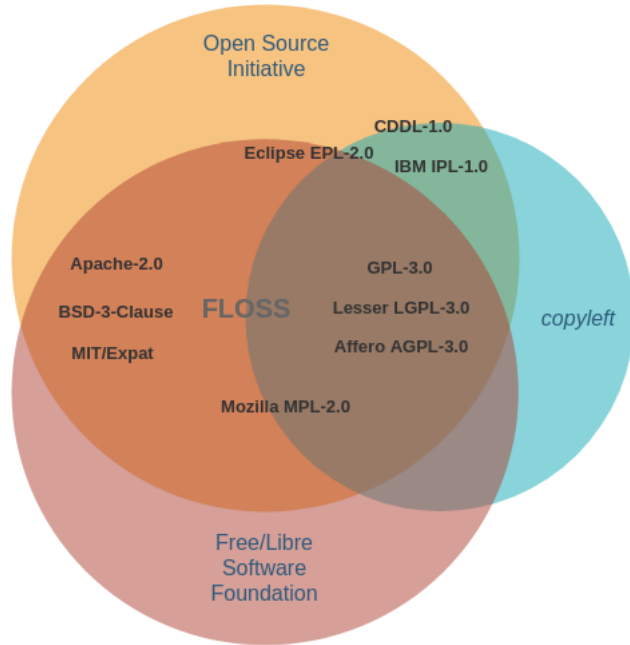 Open Source
Initiative
CDDL-1.0
Eclipse EPL-2.0
IBM IPL-1.0
Apache-2.0
GPL-3.0
BSD-3-Clause
FLOSS
Lesser LGPL-3.0
copyleft
MIT/Expat
Affero AGPL-3.0
Mozilla MPL-2.0
Free/Libre
Software
Foundation